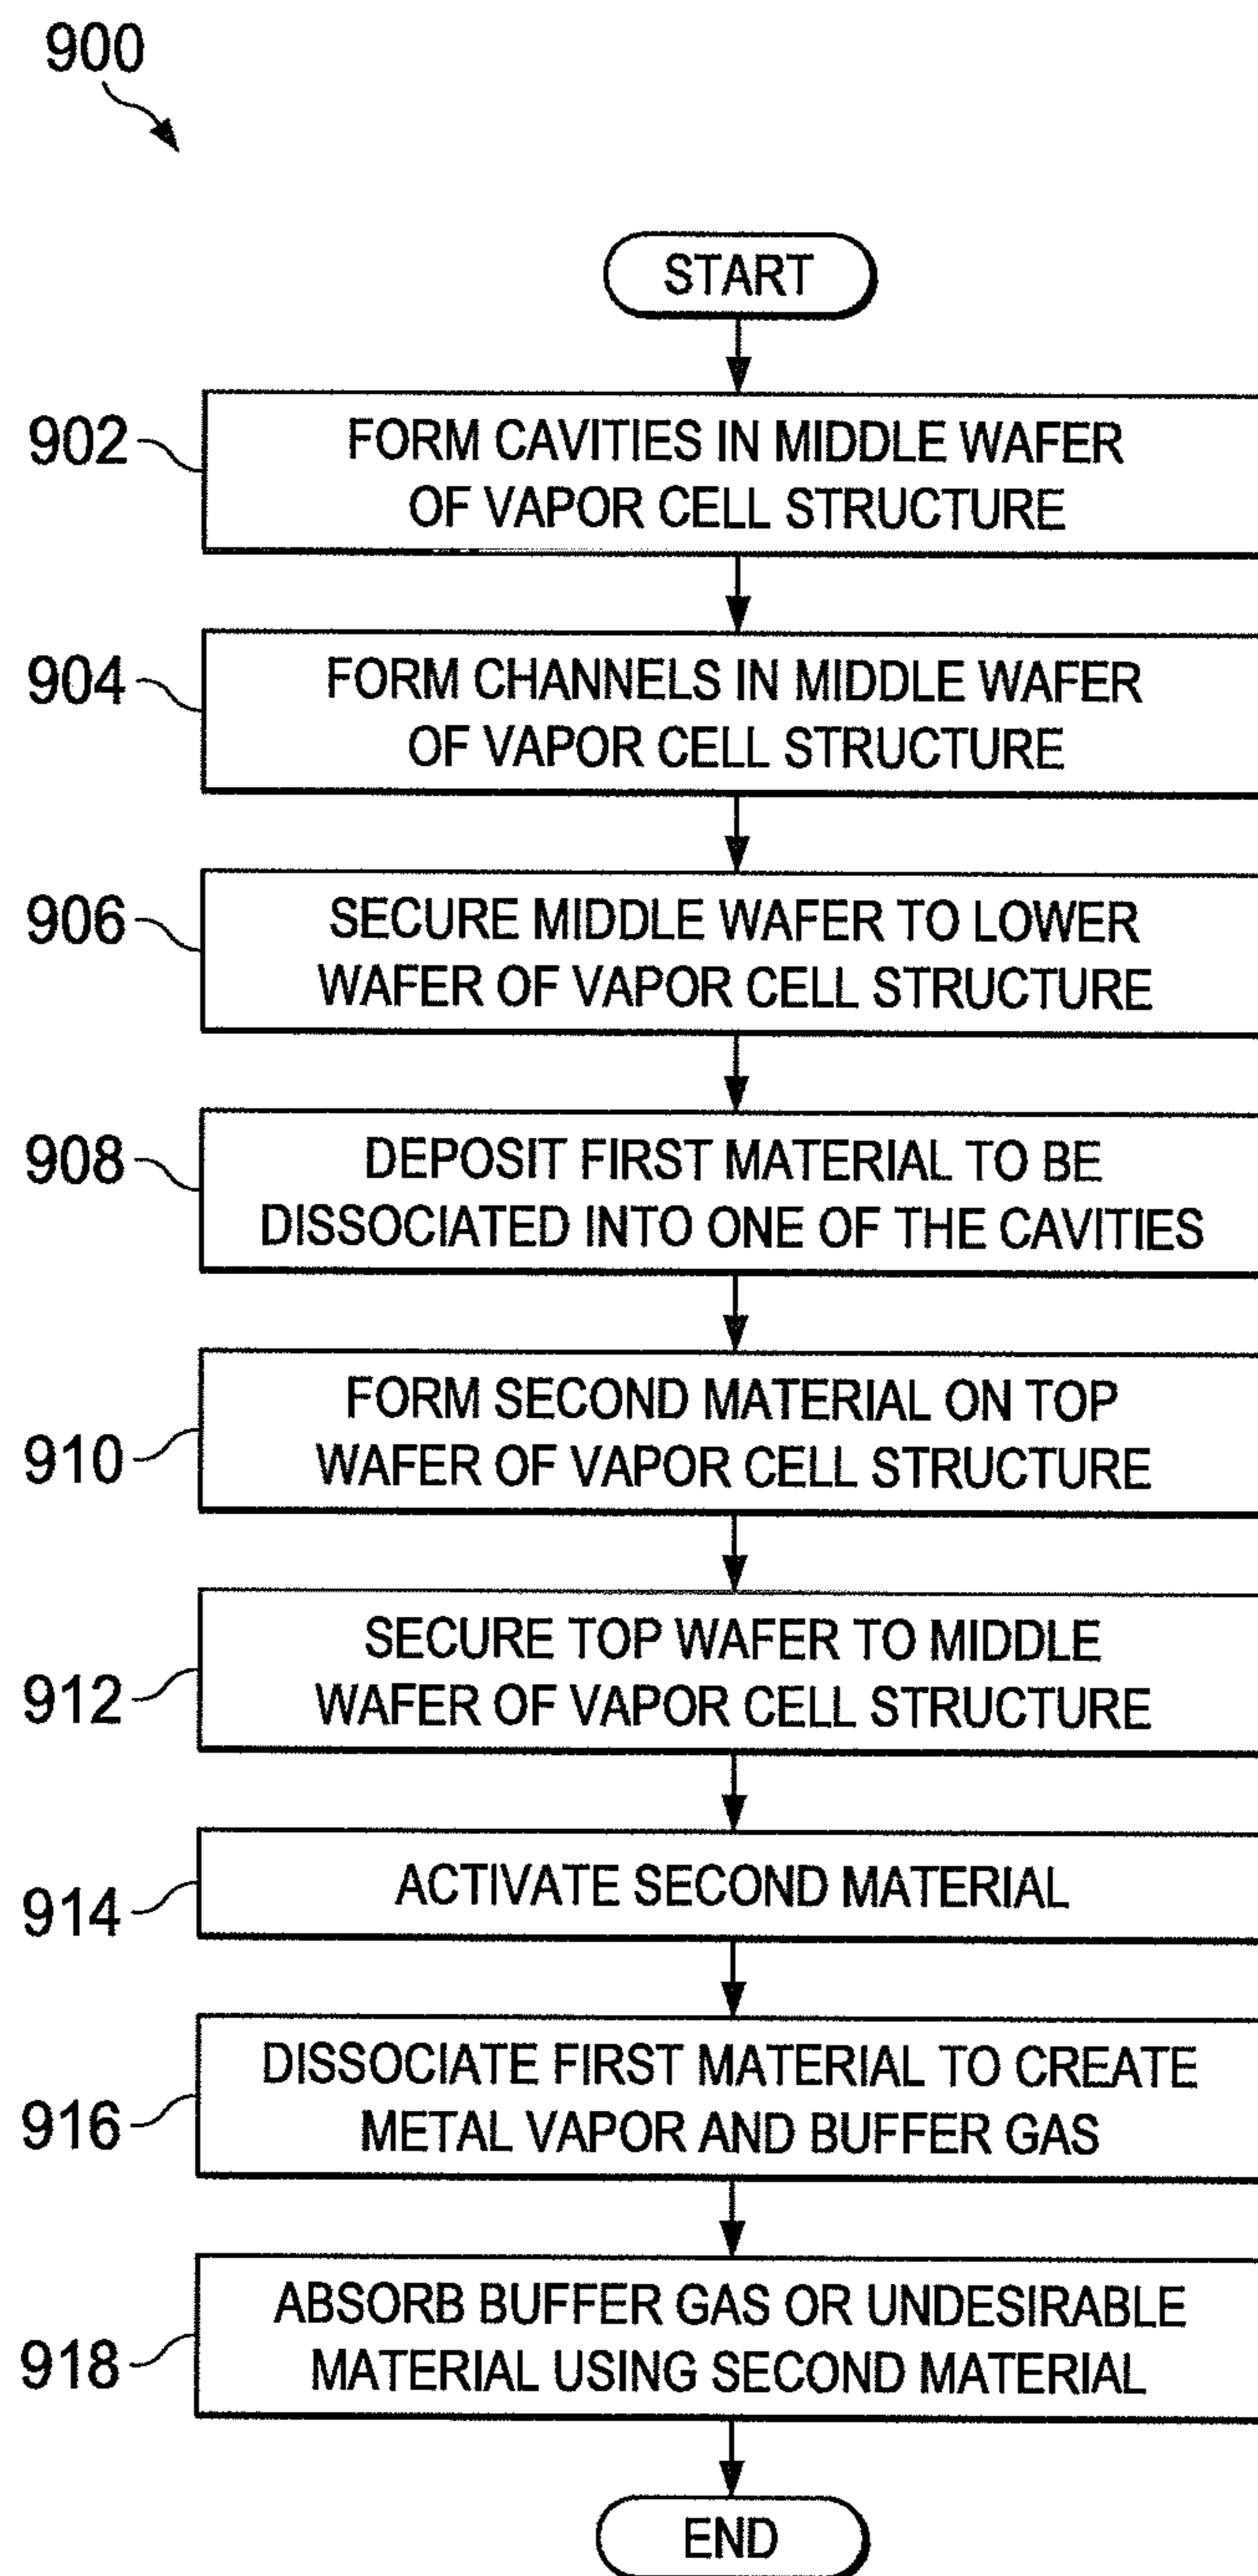 900
START
902
FORM CAVITIES IN MIDDLE WAFER
OF VAPOR CELL STRUCTURE
904
FORM CHANNELS IN MIDDLE WAFER
OF VAPOR CELL STRUCTURE
906
SECURE MIDDLE WAFER TO LOWER
WAFER OF VAPOR CELL STRUCTURE
908
DEPOSIT FIRST MATERIAL TO BE
DISSOCIATED INTO ONE OF THE CAVITIES
910
FORM SECOND MATERIAL ON TOP
WAFER OF VAPOR CELL STRUCTURE
912
SECURE TOP WAFER TO MIDDLE
WAFER OF VAPOR CELL STRUCTURE
914
ACTIVATE SECOND MATERIAL
916
DISSOCIATE FIRST MATERIAL TO CREATE
METAL VAPOR AND BUFFER GAS
918
ABSORB BUFFER GAS OR UNDESIRABLE
MATERIAL USING SECOND MATERIAL
END